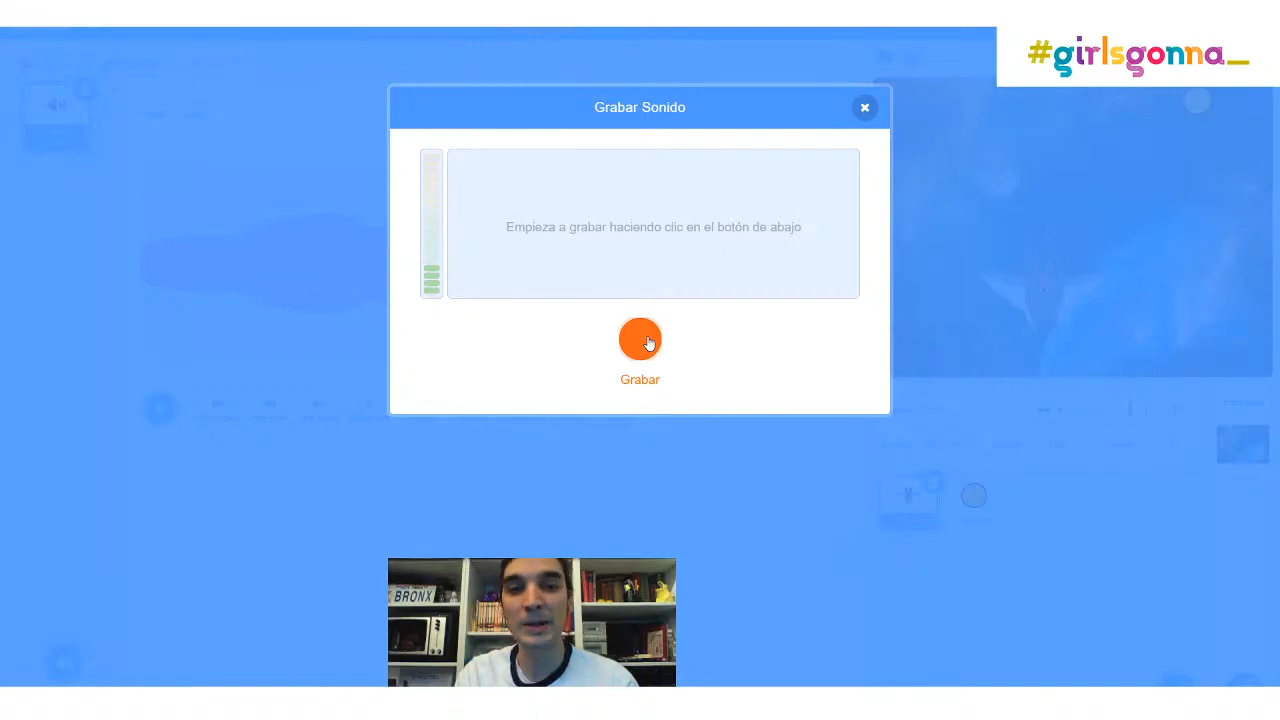 #girlsgonna_
Grabar Sonido
Empieza a grabar haciendo clic en el botón de abajo
Grabar
BRONX